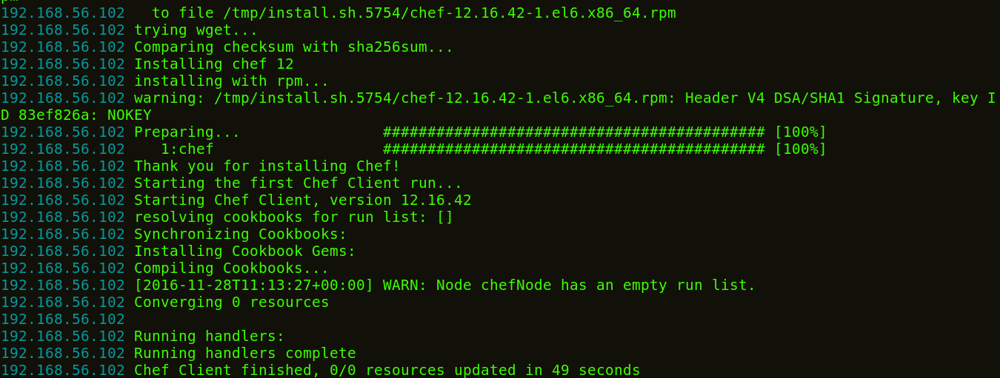 192.168.56.102   to file /tmp/install.sh.5754/chef-12.16.42-1.el6.x86_64.rpm
192.168.56.102 trying wget...
192.168.56.102 Comparing checksum with sha256sum...
192.168.56.102 Installing chef 12
192.168.56.102 installing with rpm...
192.168.56.102 warning: /tmp/install.sh.5754/chef-12.16.42-1.el6.x86_64.rpm: Header V4 DSA/SHA1 Signature, key I
D 83ef826a: NOKEY
192.168.56.102 Preparing...                ########################################### [100%]
192.168.56.102    1:chef                   ########################################### [100%]
192.168.56.102 Thank you for installing Chef!
192.168.56.102 Starting the first Chef Client run...
192.168.56.102 Starting Chef Client, version 12.16.42
192.168.56.102 resolving cookbooks for run list: []
192.168.56.102 Synchronizing Cookbooks:
192.168.56.102 Installing Cookbook Gems:
192.168.56.102 Compiling Cookbooks...
192.168.56.102 [2016-11-28T11:13:27+00:00] WARN: Node chefNode has an empty run list.
192.168.56.102 Converging 0 resources
192.168.56.102
192.168.56.102 Running handlers:
192.168.56.102 Running handlers complete
192.168.56.102 Chef Client finished, 0/0 resources updated in 49 seconds